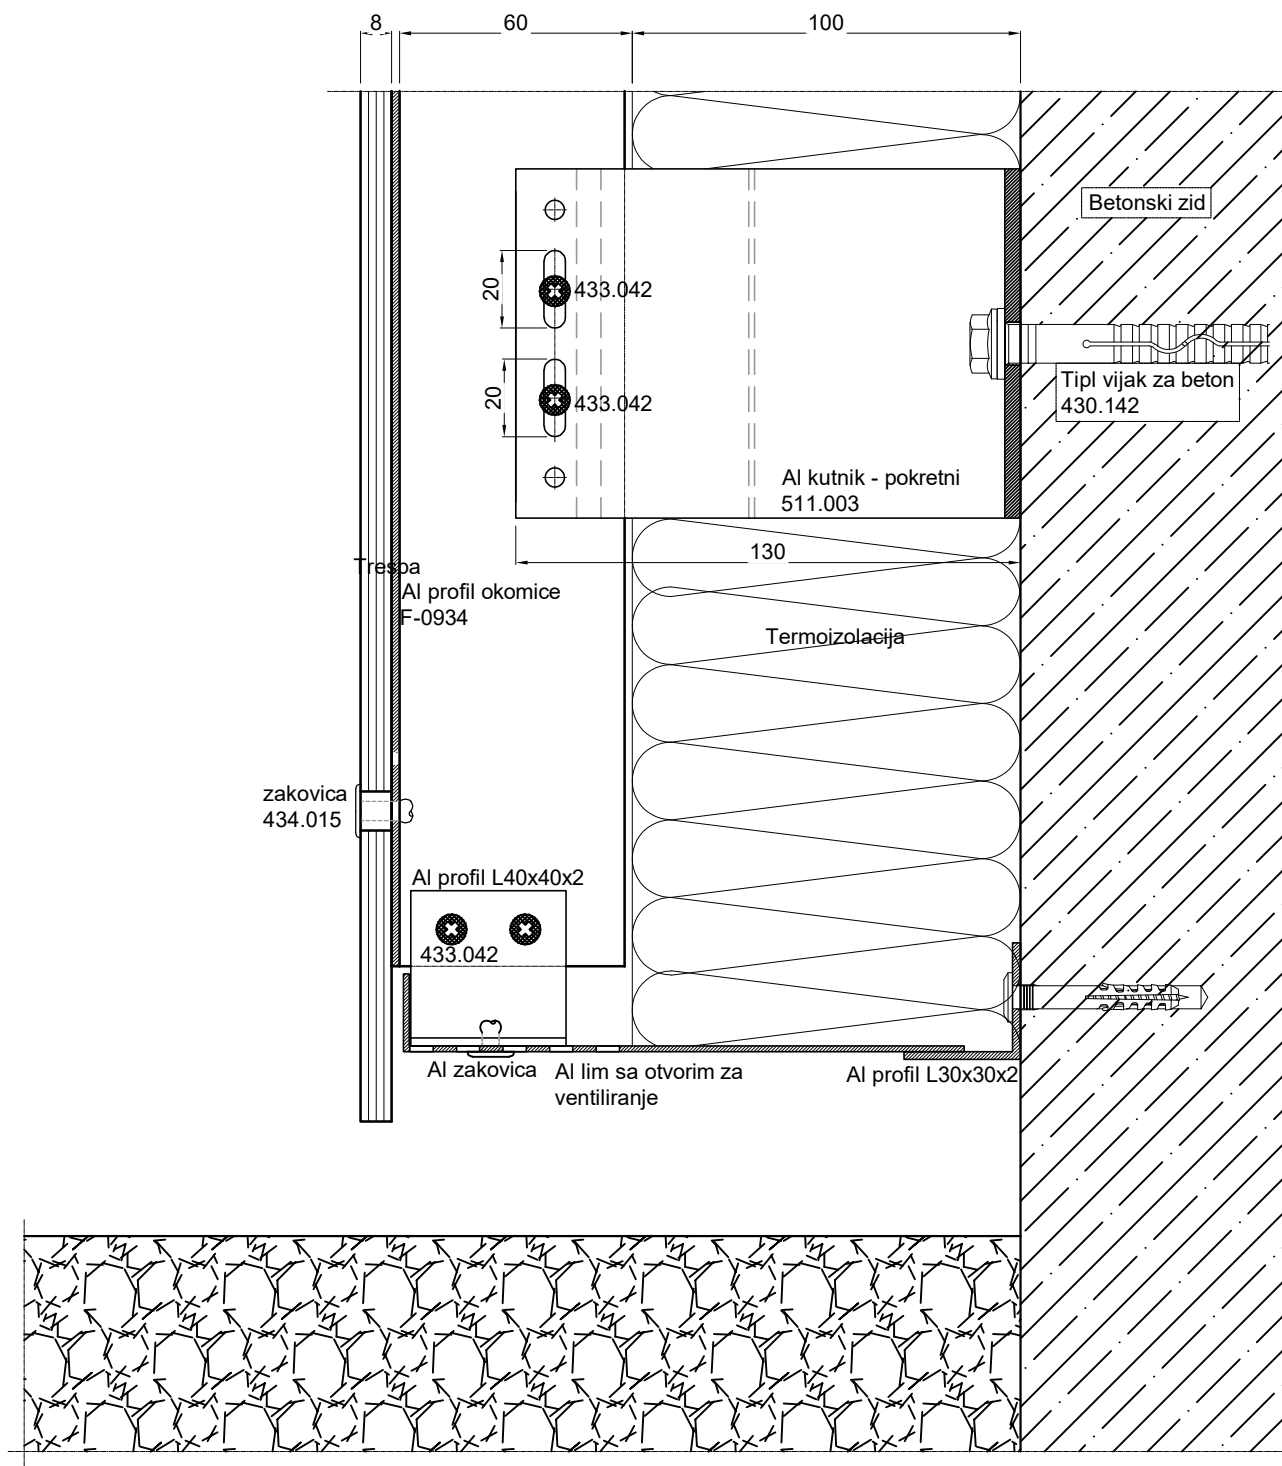 8
60
100
Betonski zid
20
433.042
20
433.042
Tipl vijak za beton
430.142
Al kutnik - pokretni
511.003
130
Trespa
Al profil okomice
F-0934
Termoizolacija
zakovica
434.015
Al profil L40x40x2
433.042
Al zakovica
Al lim sa otvorim za
ventiliranje
Al profil L30x30x2